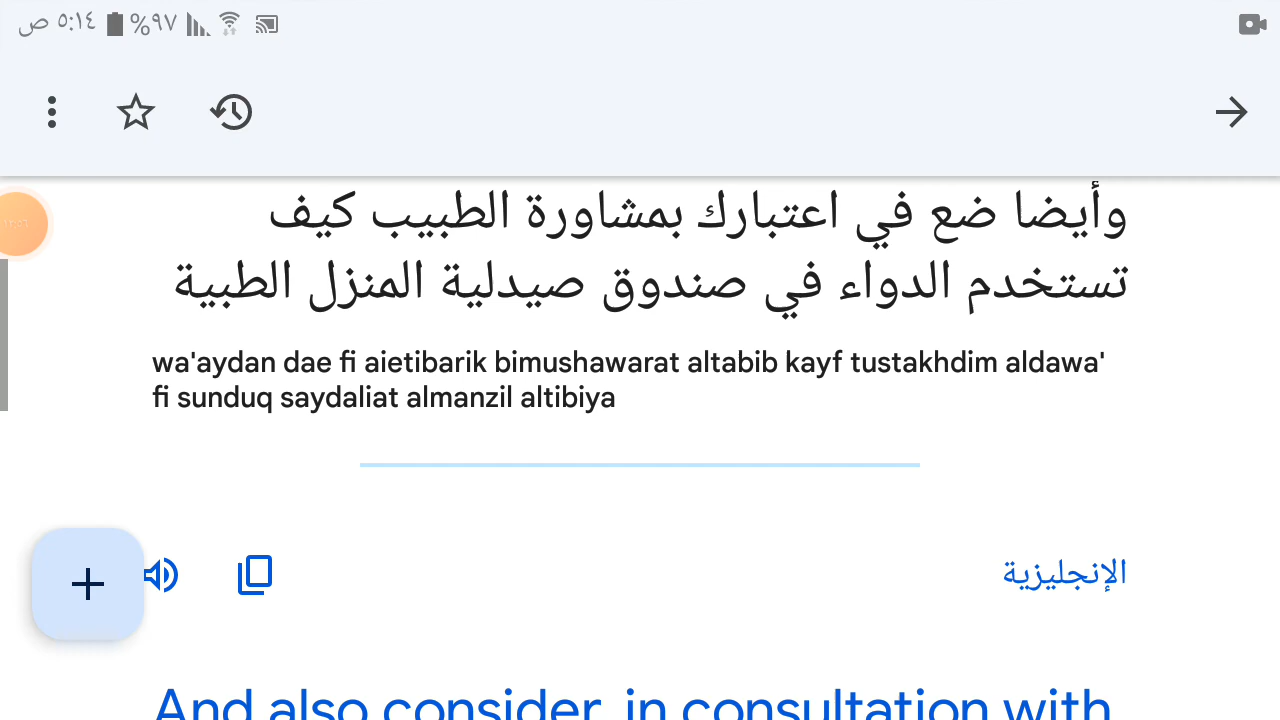 ٥:١٤ ص ٩٧%
وأيضا ضع في اعتبارك بمشاورة الطبيب كيف
تستخدم الدواء في صندوق صيدلية المنزل الطبية
wa'aydan dae fi aietibarik bimushawarat altabib kayf tustakhdim aldawa'
fi sunduq saydaliat almanzil altibiya
الإنجليزية
And also consider, in consultation with